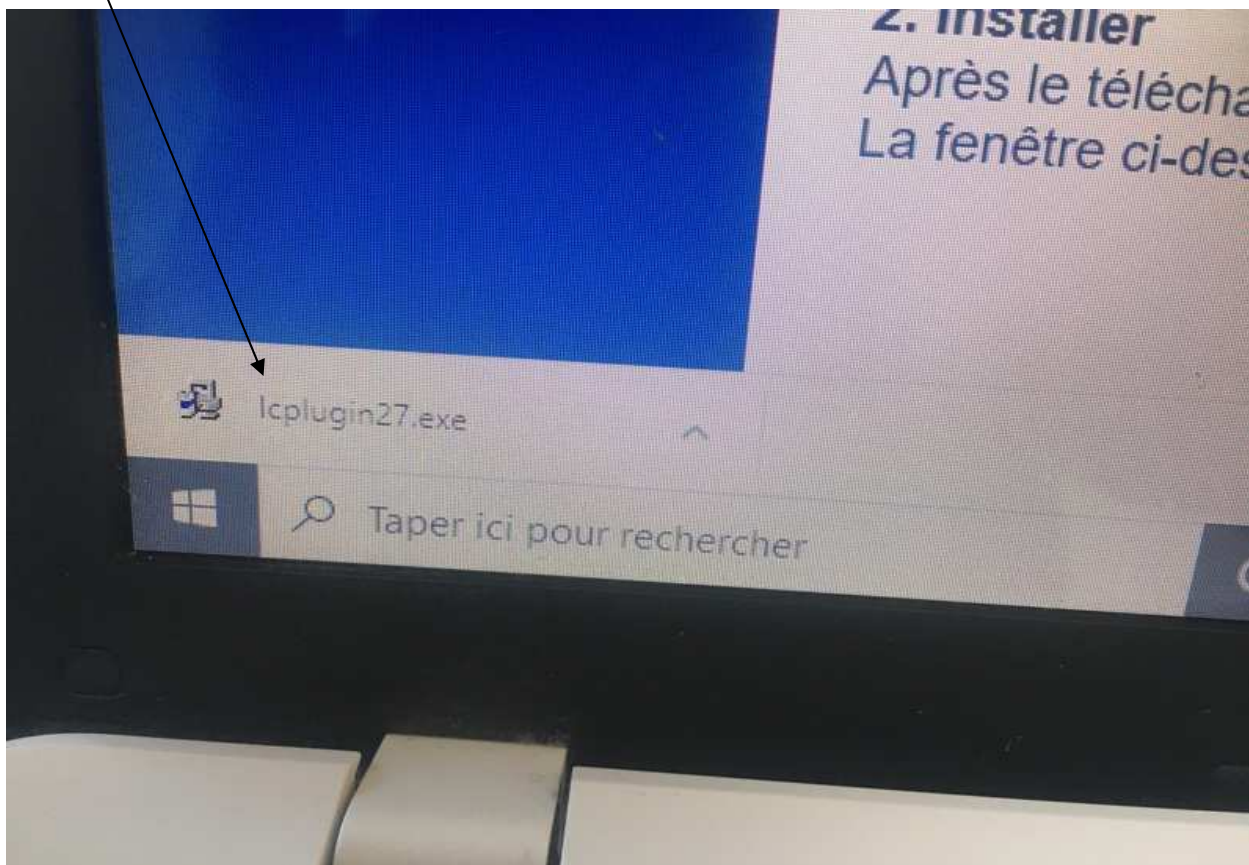 2. Installer
Après le télécha
La fenêtre ci-des
lcplugin27.exe
Taper ici pour rechercher